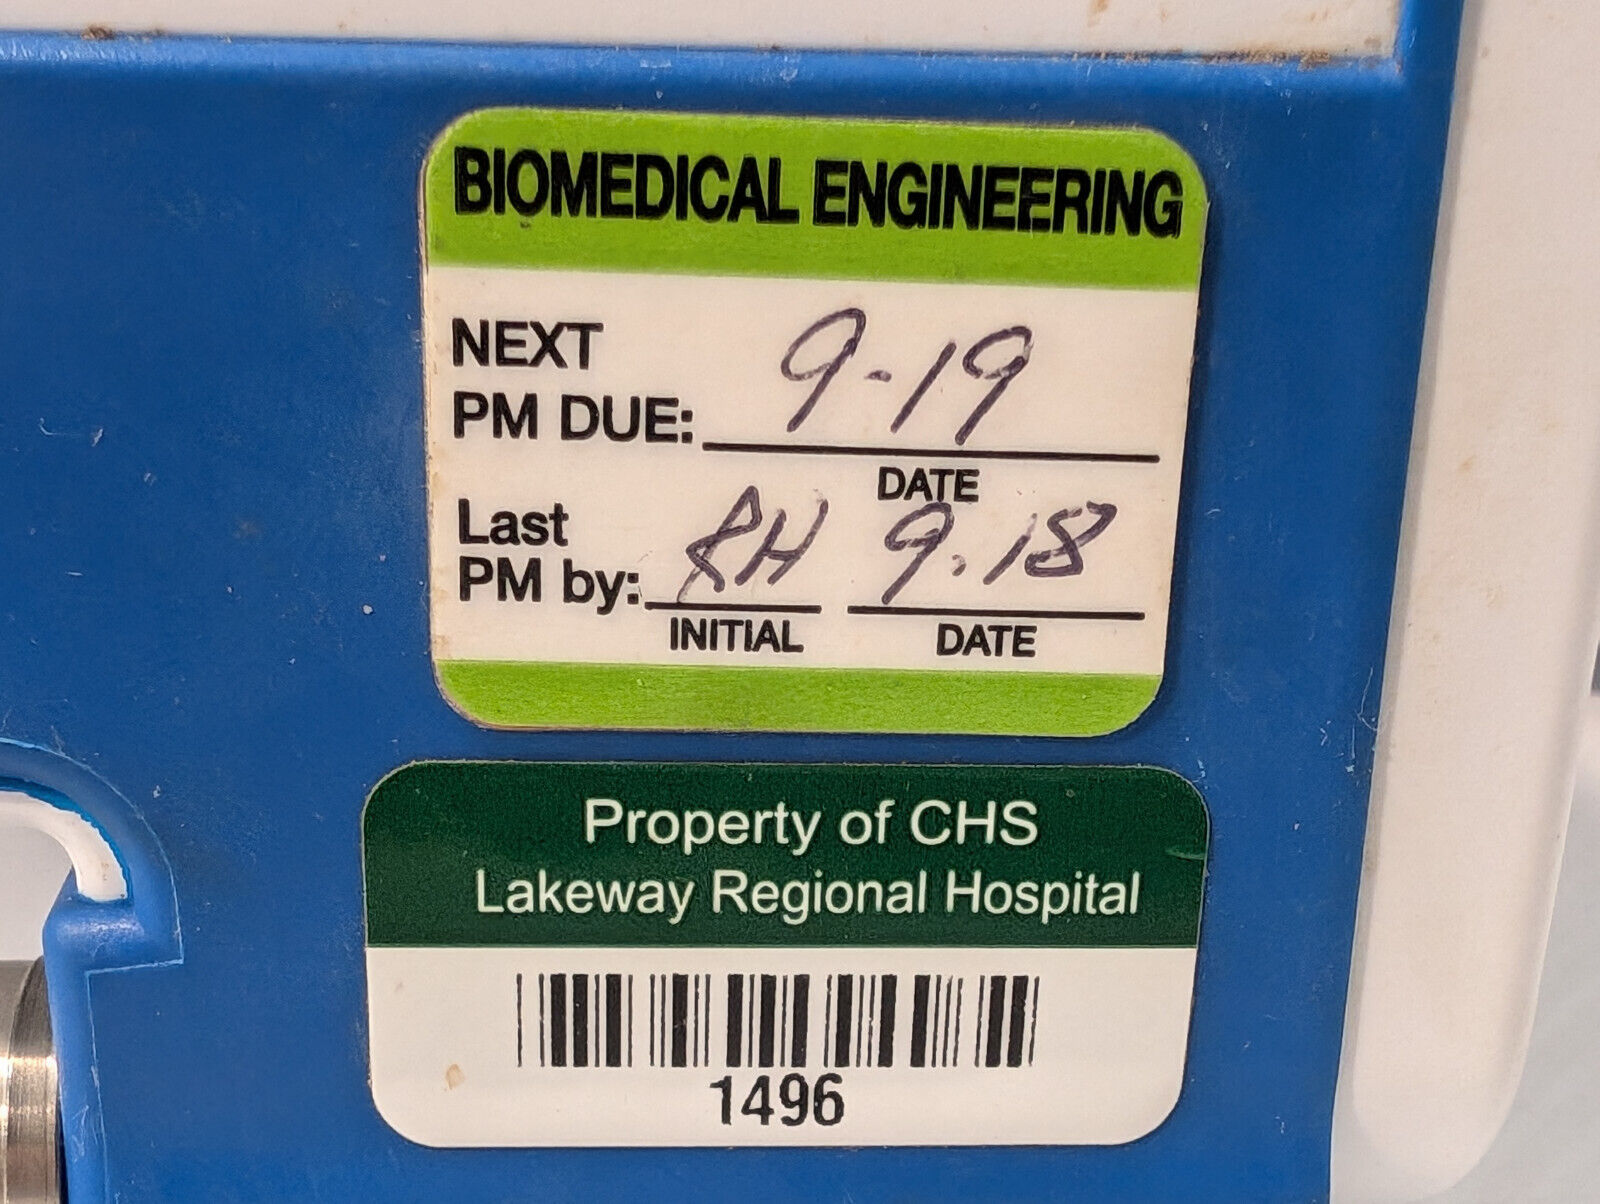 BIOMEDICAL ENGINEERING
NEXT
PM DUE: 9-19
DATE
Last
PM by: RH 9.18
INITIAL DATE
Property of CHS
Lakeway Regional Hospital
1496